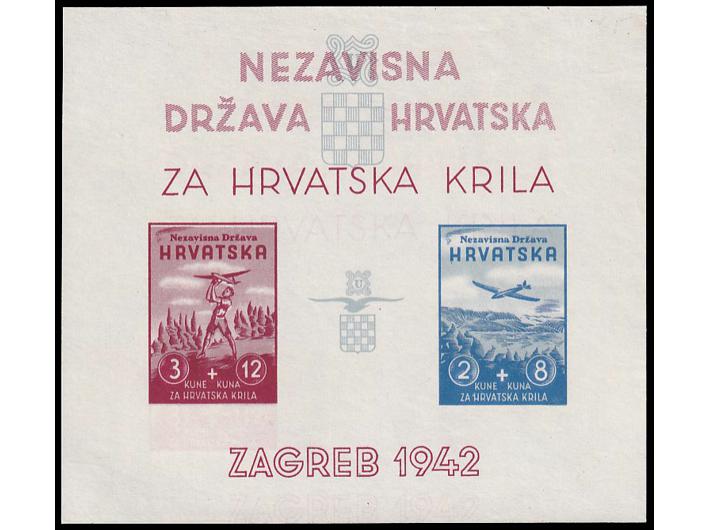 NEZAVISNA
DRŽAVA HRVATSKA
ZA HRVATSKA KRILA
Nezavisna Država
HRVATSKA
3 + 12
KUNE KUNA
ZA HRVATSKA KRILA
U
Nezavisna Država
HRVATSKA
2 + 8
KUNE KUNA
ZA HRVATSKA KRILA
ZAGREB 1942